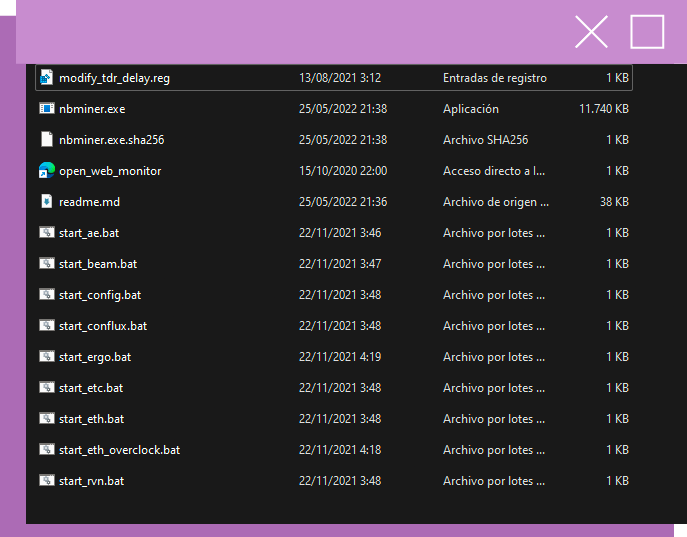 modify_tdr_delay.reg 13/08/2021 3:12 Entradas de registro 1 KB
nbminer.exe 25/05/2022 21:38 Aplicación 11.740 KB
nbminer.exe.sha256 25/05/2022 21:38 Archivo SHA256 1 KB
open_web_monitor 15/10/2020 22:00 Acceso directo a l... 1 KB
readme.md 25/05/2022 21:36 Archivo de origen ... 38 KB
start_ae.bat 22/11/2021 3:46 Archivo por lotes ... 1 KB
start_beam.bat 22/11/2021 3:47 Archivo por lotes ... 1 KB
start_config.bat 22/11/2021 3:48 Archivo por lotes ... 1 KB
start_conflux.bat 22/11/2021 3:48 Archivo por lotes ... 1 KB
start_ergo.bat 22/11/2021 4:19 Archivo por lotes ... 1 KB
start_etc.bat 22/11/2021 3:48 Archivo por lotes ... 1 KB
start_eth.bat 22/11/2021 3:48 Archivo por lotes ... 1 KB
start_eth_overclock.bat 22/11/2021 4:18 Archivo por lotes ... 1 KB
start_rvn.bat 22/11/2021 3:48 Archivo por lotes ... 1 KB